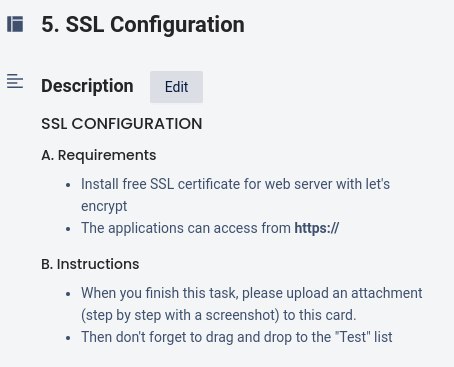 5. SSL Configuration
Description
Edit
SSL CONFIGURATION
A. Requirements
• Install free SSL certificate for web server with let's
encrypt
• The applications can access from https://
B. Instructions
• When you finish this task, please upload an attachment
(step by step with a screenshot) to this card.
• Then don't forget to drag and drop to the "Test" list